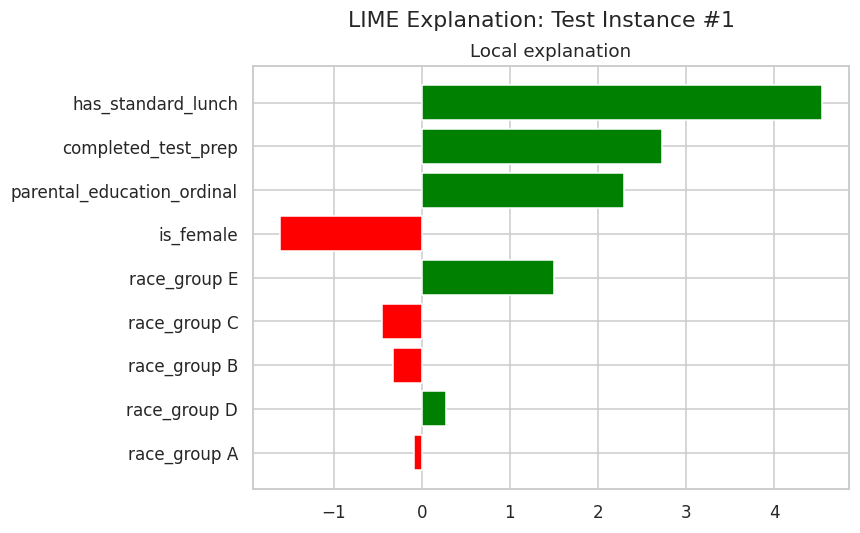 LIME Explanation: Test Instance #1
Local explanation
has_standard_lunch
completed_test_prep
parental_education_ordinal
is_female
race_group E
race_group C
race_group B
race_group D
race_group A
−1 0 1 2 3 4